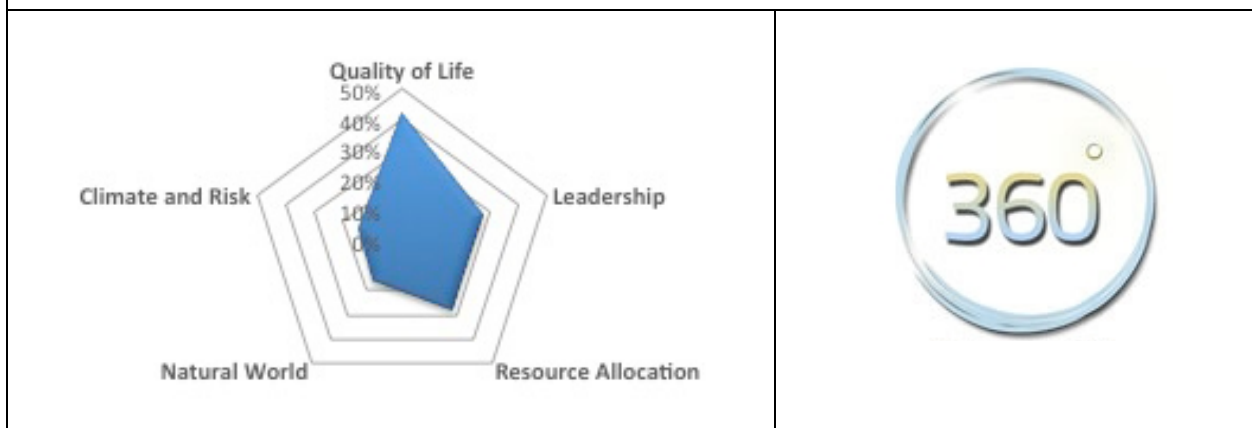 Quality of Life
50%
40%
30%
20%
10%
0%
Climate and Risk
Leadership
Natural World
Resource Allocation
360°